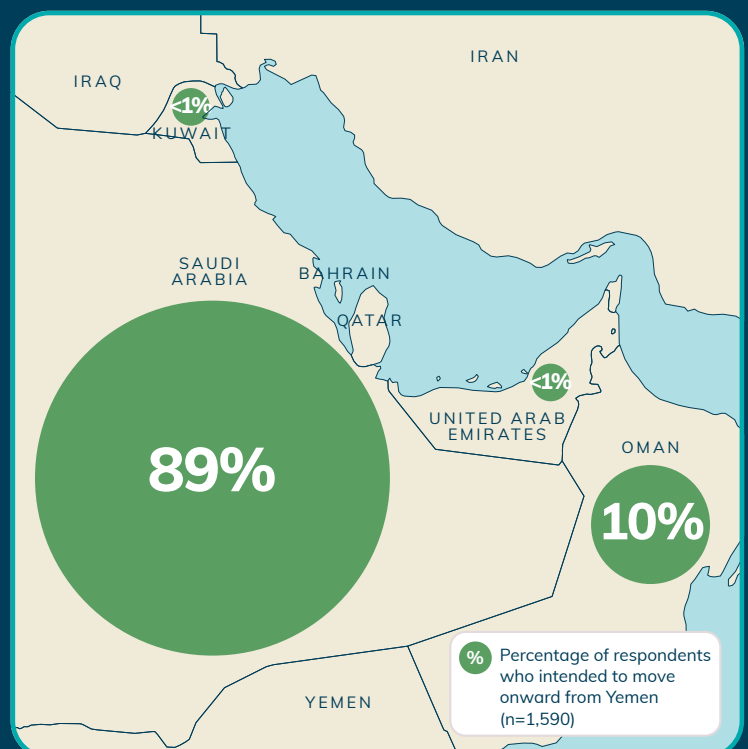 IRAN
IRAQ
<1%
KUWAIT
SAUDI
ARABIA
BAHRAIN
QATAR
<1%
UNITED ARAB
EMIRATES
89%
OMAN
10%
YEMEN
%
Percentage of respondents
who intended to move
onward from Yemen
(n=1,590)